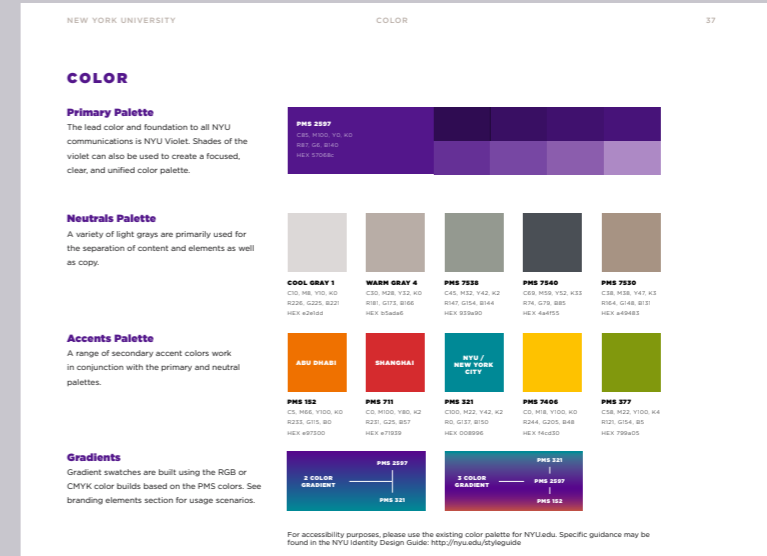 NEW YORK UNIVERSITY COLOR 37
COLOR
Primary Palette
The lead color and foundation to all NYU
communications is NYU Violet. Shades of the
violet can also be used to create a focused,
clear, and unified color palette.
PMS 2597
C85, M100, Y0, K0
R87, G6, B140
HEX 57068c
Neutrals Palette
A variety of light grays are primarily used for
the separation of content and elements as well
as copy.
COOL GRAY 1 WARM GRAY 4 PMS 7538 PMS 7540 PMS 7530
C10, M8, Y10, K0 C30, M28, Y32, K0 C45, M32, Y42, K2 C69, M59, Y52, K33 C38, M38, Y47, K3
R226, G225, B221 R181, G173, B166 R147, G154, B144 R74, G79, B85 R164, G148, B131
HEX e2e1dd HEX b5ada6 HEX 939a90 HEX 4a4f55 HEX a49483
Accents Palette
A range of secondary accent colors work
in conjunction with the primary and neutral
palettes.
ABU DHABI SHANGHAI NYU /
NEW YORK
CITY
PMS 152 PMS 711 PMS 321 PMS 7406 PMS 377
C5, M66, Y100, K0 C0, M100, Y80, K2 C100, M22, Y42, K2 C0, M18, Y100, K0 C58, M22, Y100, K4
R233, G115, B0 R231, G25, B57 R0, G137, B150 R244, G205, B48 R121, G154, B5
HEX e97300 HEX e71939 HEX 008996 HEX f4cd30 HEX 799a05
Gradients
Gradient swatches are built using the RGB or
CMYK color builds based on the PMS colors. See
branding elements section for usage scenarios.
2 COLOR
GRADIENT
PMS 2597
PMS 321
3 COLOR
GRADIENT
PMS 321
PMS 2597
PMS 152
For accessibility purposes, please use the existing color palette for NYU.edu. Specific guidance may be
found in the NYU Identity Design Guide: http://nyu.edu/styleguide